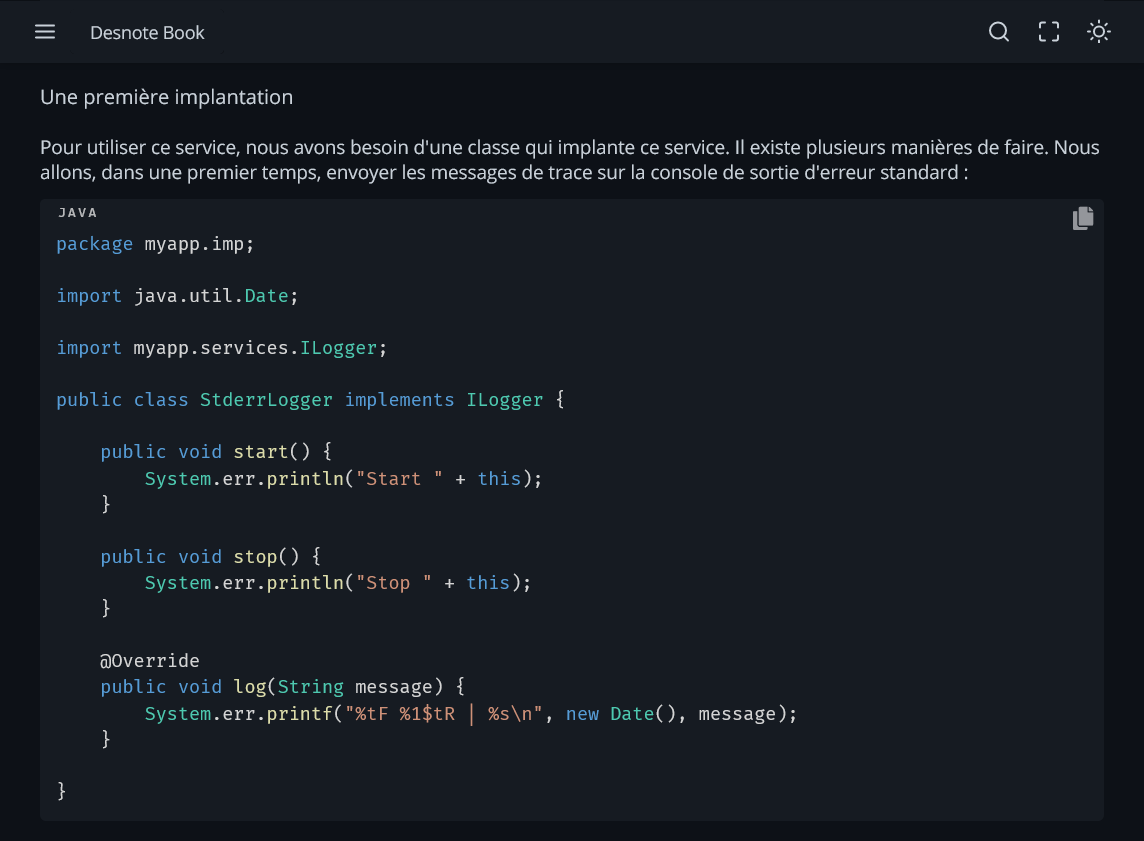 Desnote Book
Une première implantation
Pour utiliser ce service, nous avons besoin d'une classe qui implante ce service. Il existe plusieurs manières de faire. Nous
allons, dans une premier temps, envoyer les messages de trace sur la console de sortie d'erreur standard :
JAVA
package myapp.imp;
import java.util.Date;
import myapp.services.ILogger;
public class StderrLogger implements ILogger {
    public void start() {
        System.err.println("Start " + this);
    }
    public void stop() {
        System.err.println("Stop " + this);
    }
    @Override
    public void log(String message) {
        System.err.printf("%tF %1$tR | %s\n", new Date(), message);
    }
}